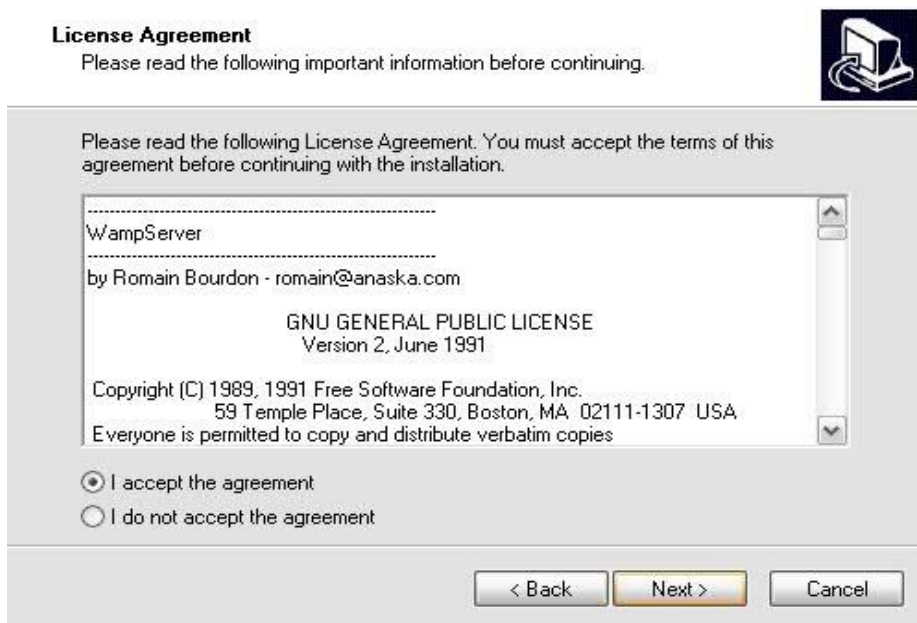 License Agreement
Please read the following important information before continuing.
Please read the following License Agreement. You must accept the terms of this
agreement before continuing with the installation.
------------------------------------------------------------
WampServer
------------------------------------------------------------
by Romain Bourdon - romain@anaska.com
GNU GENERAL PUBLIC LICENSE
Version 2, June 1991
Copyright (C) 1989, 1991 Free Software Foundation, Inc.
59 Temple Place, Suite 330, Boston, MA  02111-1307  USA
Everyone is permitted to copy and distribute verbatim copies
I accept the agreement
I do not accept the agreement
< Back Next > Cancel